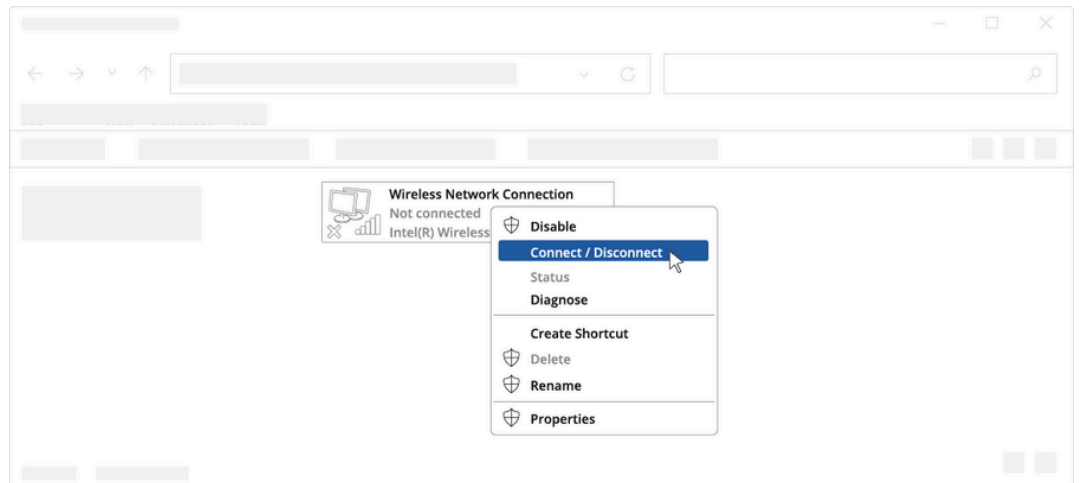 Wireless Network Connection
Not connected
Intel(R) Wireless
Disable
Connect / Disconnect
Status
Diagnose
Create Shortcut
Delete
Rename
Properties